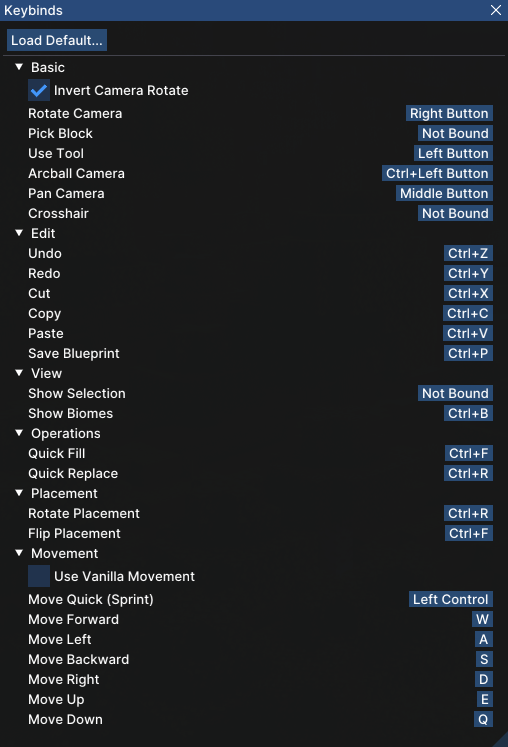 Keybinds
Load Default...
Basic
Invert Camera Rotate
Rotate Camera Right Button
Pick Block Not Bound
Use Tool Left Button
Arcball Camera Ctrl+Left Button
Pan Camera Middle Button
Crosshair Not Bound
Edit
Undo Ctrl+Z
Redo Ctrl+Y
Cut Ctrl+X
Copy Ctrl+C
Paste Ctrl+V
Save Blueprint Ctrl+P
View
Show Selection Not Bound
Show Biomes Ctrl+B
Operations
Quick Fill Ctrl+F
Quick Replace Ctrl+R
Placement
Rotate Placement Ctrl+R
Flip Placement Ctrl+F
Movement
Use Vanilla Movement
Move Quick (Sprint) Left Control
Move Forward W
Move Left A
Move Backward S
Move Right D
Move Up E
Move Down Q